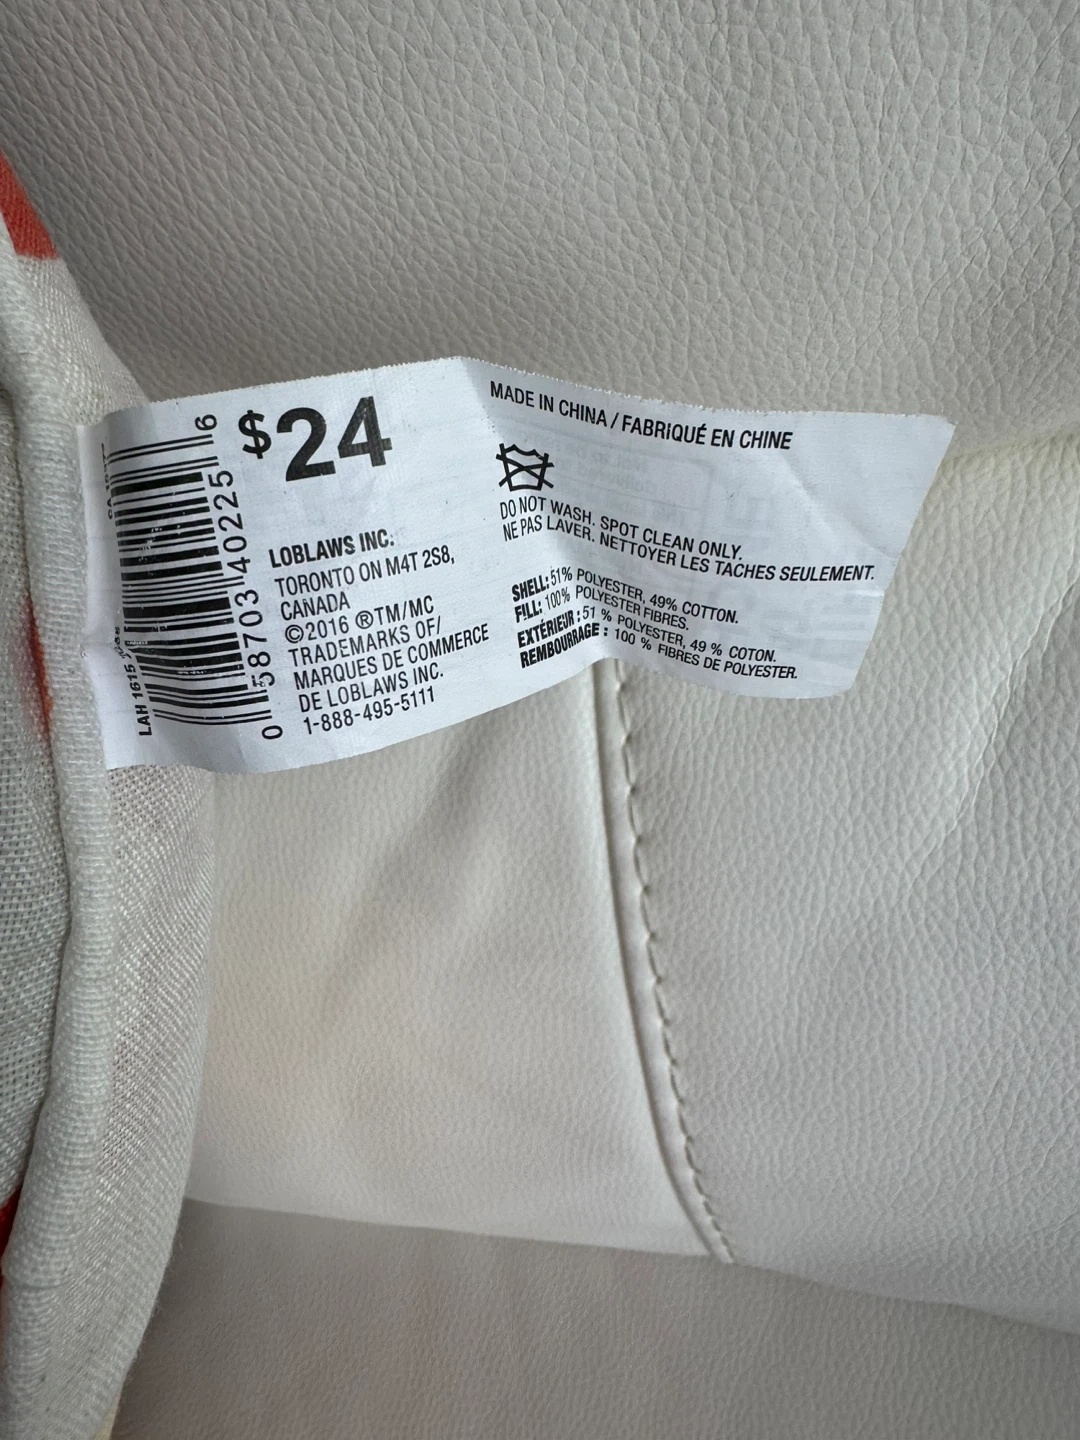 6
$24
0 58703 40225
LAH 1615
LOBLAWS INC.
TORONTO ON M4T 2S8,
CANADA
©2016 ®TM/MC
TRADEMARKS OF/
MARQUES DE COMMERCE
DE LOBLAWS INC.
1-888-495-5111
MADE IN CHINA / FABRIQUÉ EN CHINE
DO NOT WASH. SPOT CLEAN ONLY.
NE PAS LAVER. NETTOYER LES TACHES SEULEMENT.
SHELL: 51% POLYESTER, 49% COTTON.
FILL: 100% POLYESTER FIBRES.
EXTÉRIEUR : 51 % POLYESTER, 49 % COTON.
REMBOURRAGE : 100 % FIBRES DE POLYESTER.